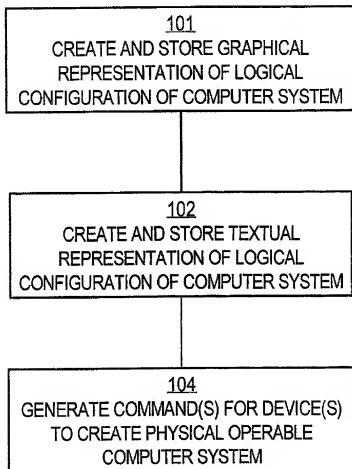 101
CREATE AND STORE GRAPHICAL
REPRESENTATION OF LOGICAL
CONFIGURATION OF COMPUTER SYSTEM
102
CREATE AND STORE TEXTUAL
REPRESENTATION OF LOGICAL
CONFIGURATION OF COMPUTER SYSTEM
104
GENERATE COMMAND(S) FOR DEVICE(S)
TO CREATE PHYSICAL OPERABLE
COMPUTER SYSTEM